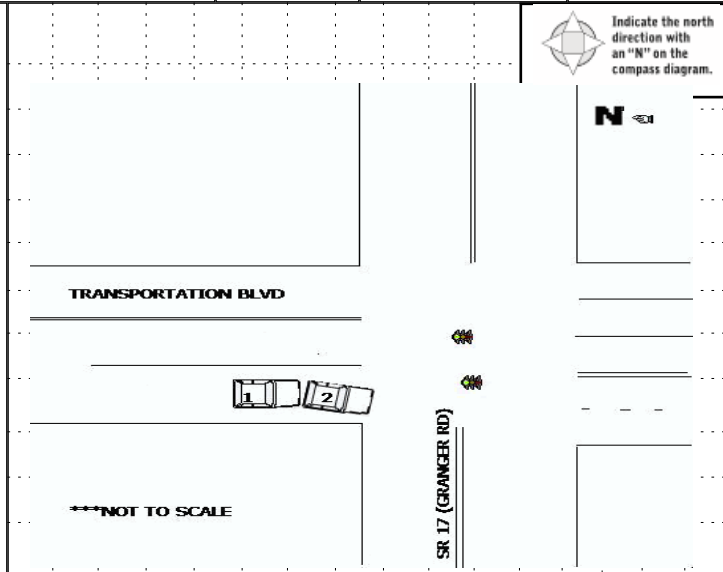 Indicate the north
direction with
an “N” on the
compass diagram.
N
TRANSPORTATION BLVD
1
2
SR 17 (GRANGER RD)
***NOT TO SCALE